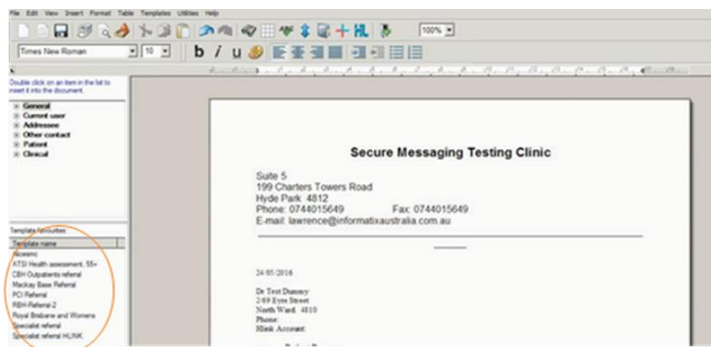 File Edit View Insert Format Table Templates Utilities Help
100%
Times New Roman 10 b i u
Double click on an item in the list to
insert it into the document.
General
Current user
Addressee
Other contact
Patient
Clinical
Template favourites
Template name
ATSI Health assessment, 55+
CBH Outpatients referral
Mackay Base Referral
PCI Referral
RBH-Referral-2
Royal Brisbane and Womens
Specialist referral
Specialist referral HLINK
Secure Messaging Testing Clinic
Suite 5
199 Charters Towers Road
Hyde Park 4812
Phone: 0744015649 Fax: 0744015649
E-mail: lawrence@informatixaustralia.com.au
24/05/2016
Dr Test Dummy
2/69 Eyre Street
North Ward 4810
Phone:
Hlink Account: